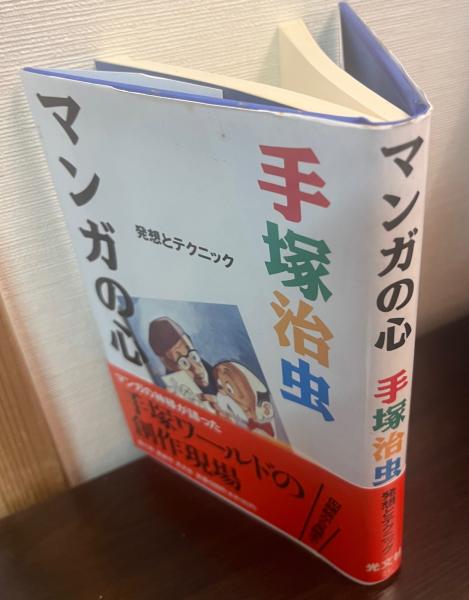 マンガの心
発想とテクニック
手塚治虫
マンガの神様が語った
手塚ワールドの
創作現場
マンガの心
手塚治虫
発想とテクニック
光文社